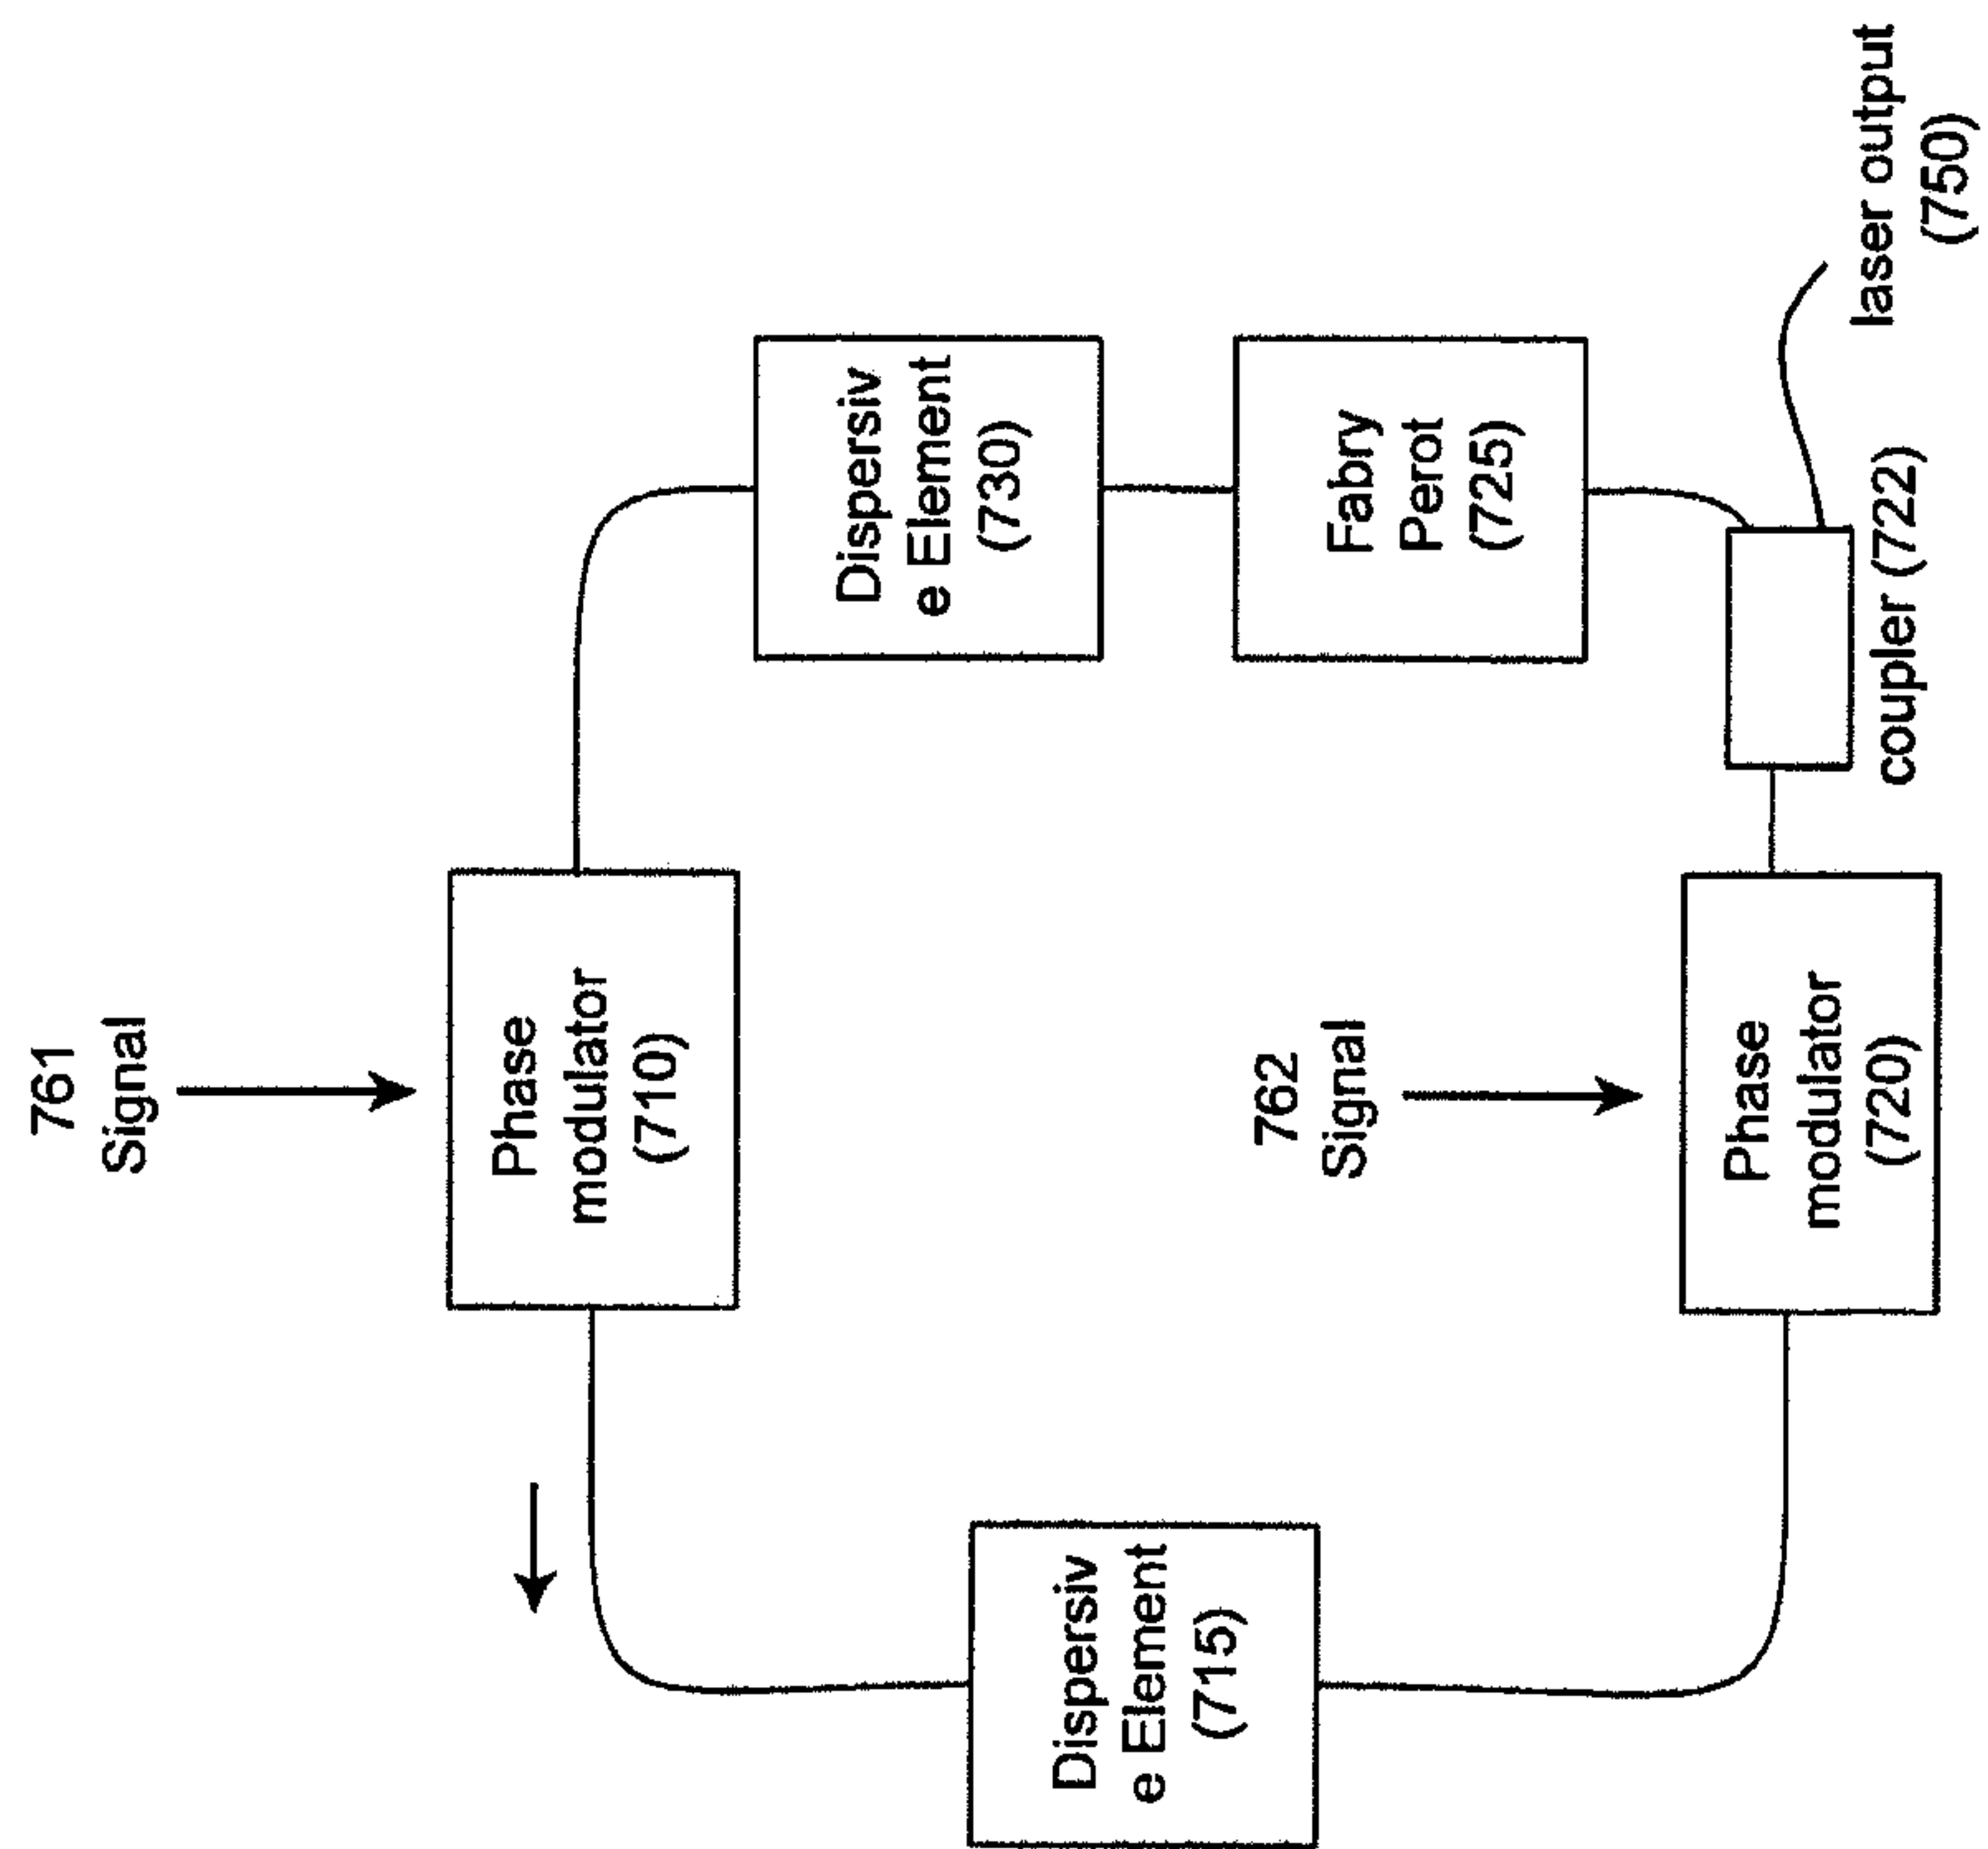 761
Signal
Phase
modulator
(710)
Dispersiv
e Element
(730)
Fabry
Perot
(725)
laser output
(750)
coupler (722)
762
Signal
Phase
modulator
(720)
Dispersiv
e Element
(715)